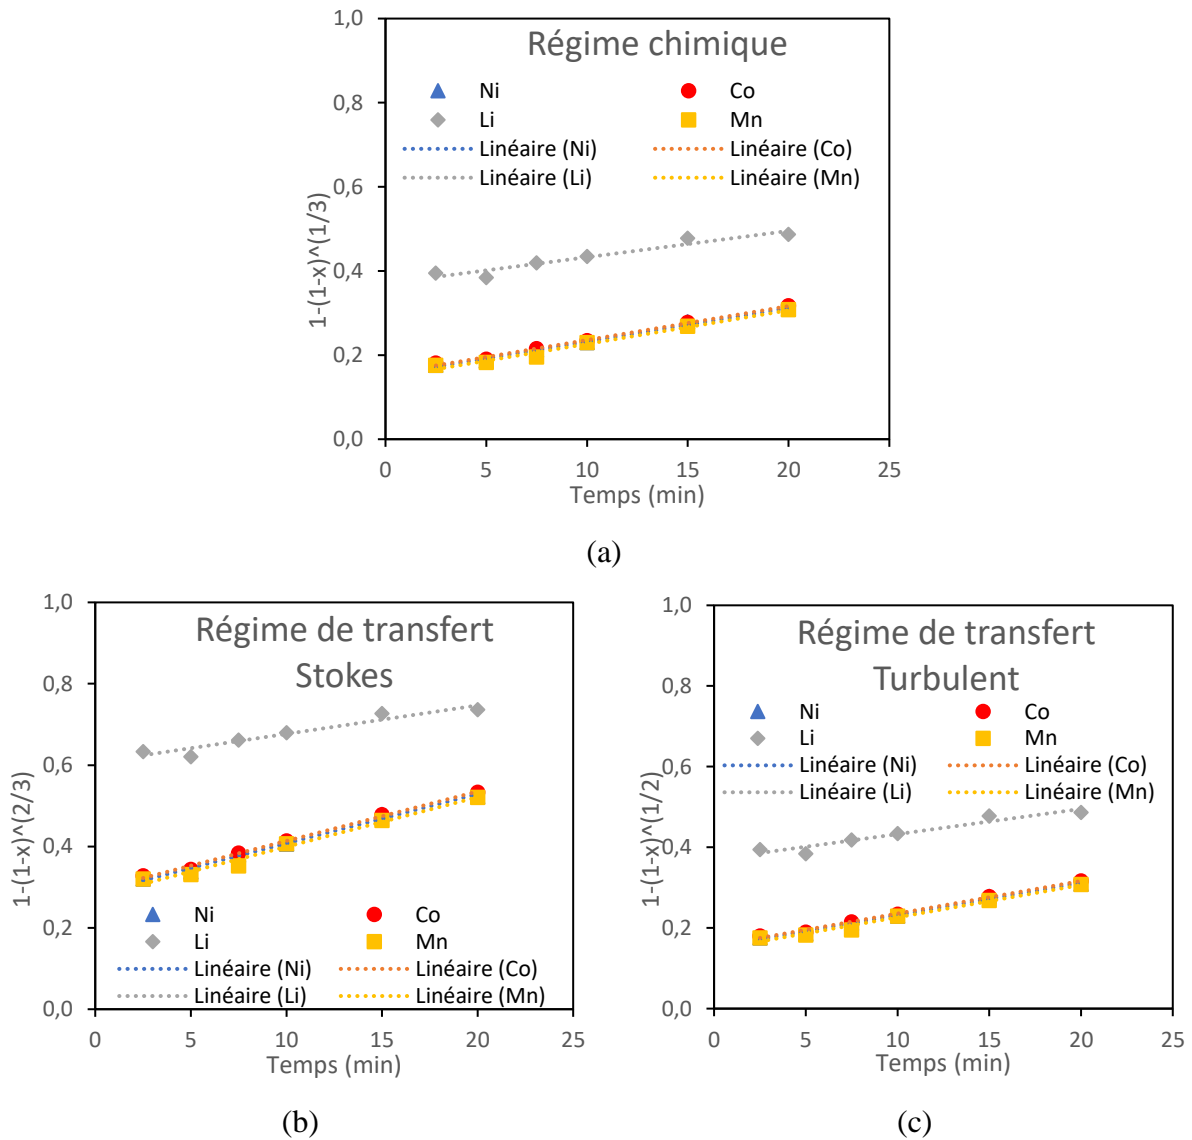 Régime chimique
1,0
0,8
0,6
0,4
0,2
0,0
1-(1-x)^(1/3)
Ni Co
Li Mn
Linéaire (Ni) Linéaire (Co)
Linéaire (Li) Linéaire (Mn)
0 5 10 15 20 25
Temps (min)
(a)
Régime de transfert
Stokes
1,0
0,8
0,6
0,4
0,2
0,0
1-(1-x)^(2/3)
Ni Co
Li Mn
Linéaire (Ni) Linéaire (Co)
Linéaire (Li) Linéaire (Mn)
0 5 10 15 20 25
Temps (min)
(b)
Régime de transfert
Turbulent
1,0
0,8
0,6
0,4
0,2
0,0
1-(1-x)^(1/2)
Ni Co
Li Mn
Linéaire (Ni) Linéaire (Co)
Linéaire (Li) Linéaire (Mn)
0 5 10 15 20 25
Temps (min)
(c)